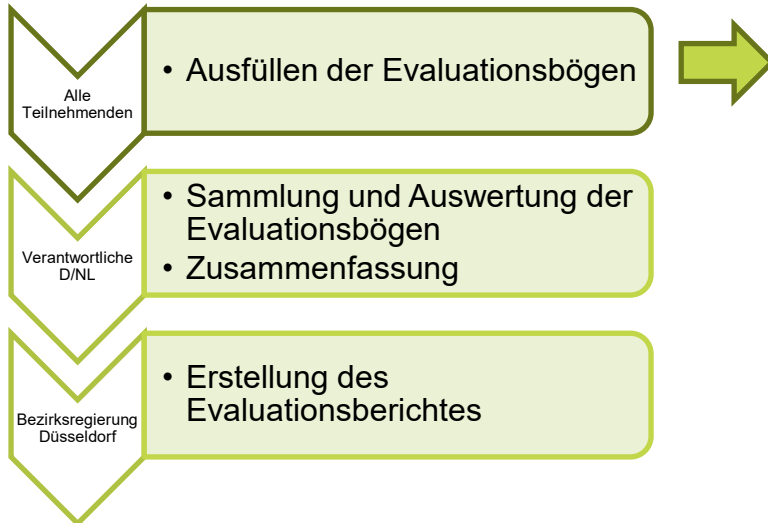 Alle
Teilnehmenden
• Ausfüllen der Evaluationsbögen
Verantwortliche
D/NL
• Sammlung und Auswertung der
Evaluationsbögen
• Zusammenfassung
Bezirksregierung
Düsseldorf
• Erstellung des
Evaluationsberichtes